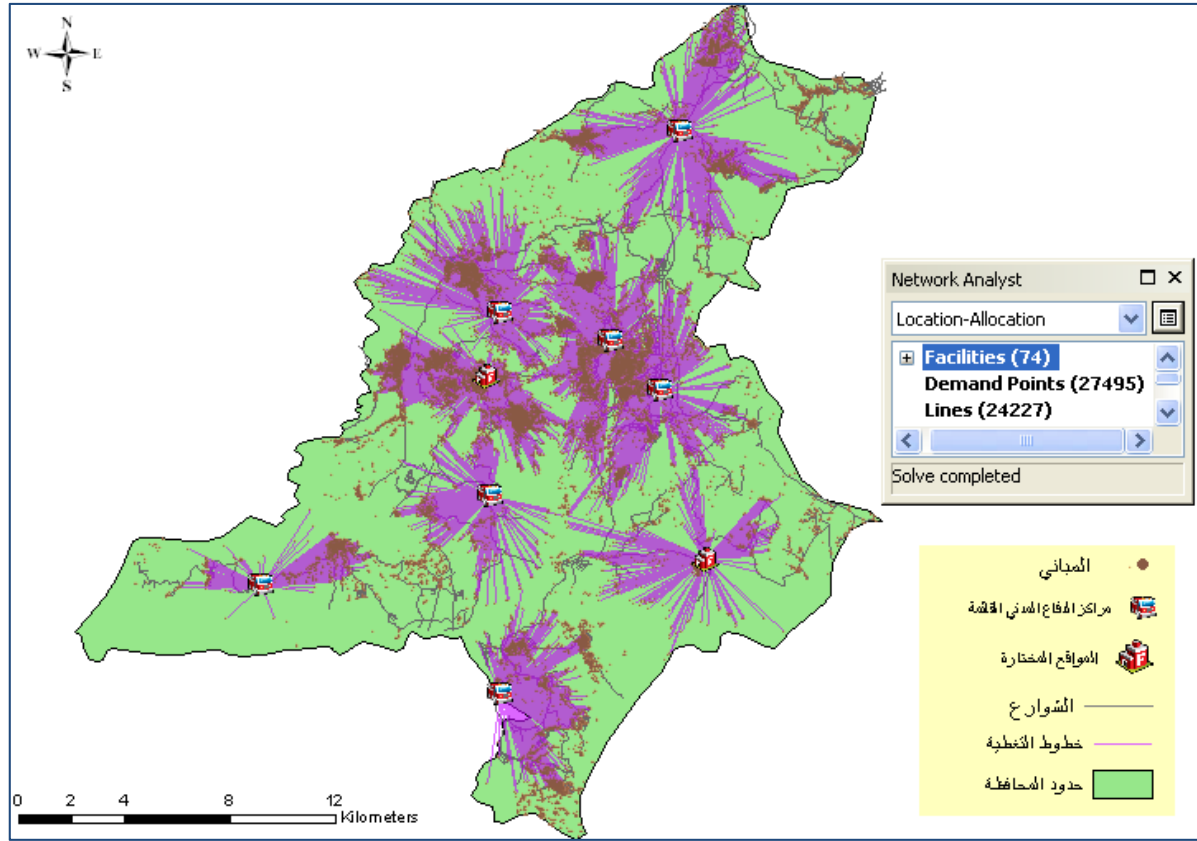 N
W E
S
Network Analyst
Location-Allocation
Facilities (74)
Demand Points (27495)
Lines (24227)
Solve completed
المباني
مراكز الدفاع المدني القائمة
المواقع المختارة
الشوارع
خطوط التغطية
حدود المحافظة
0 2 4 8 12
Kilometers